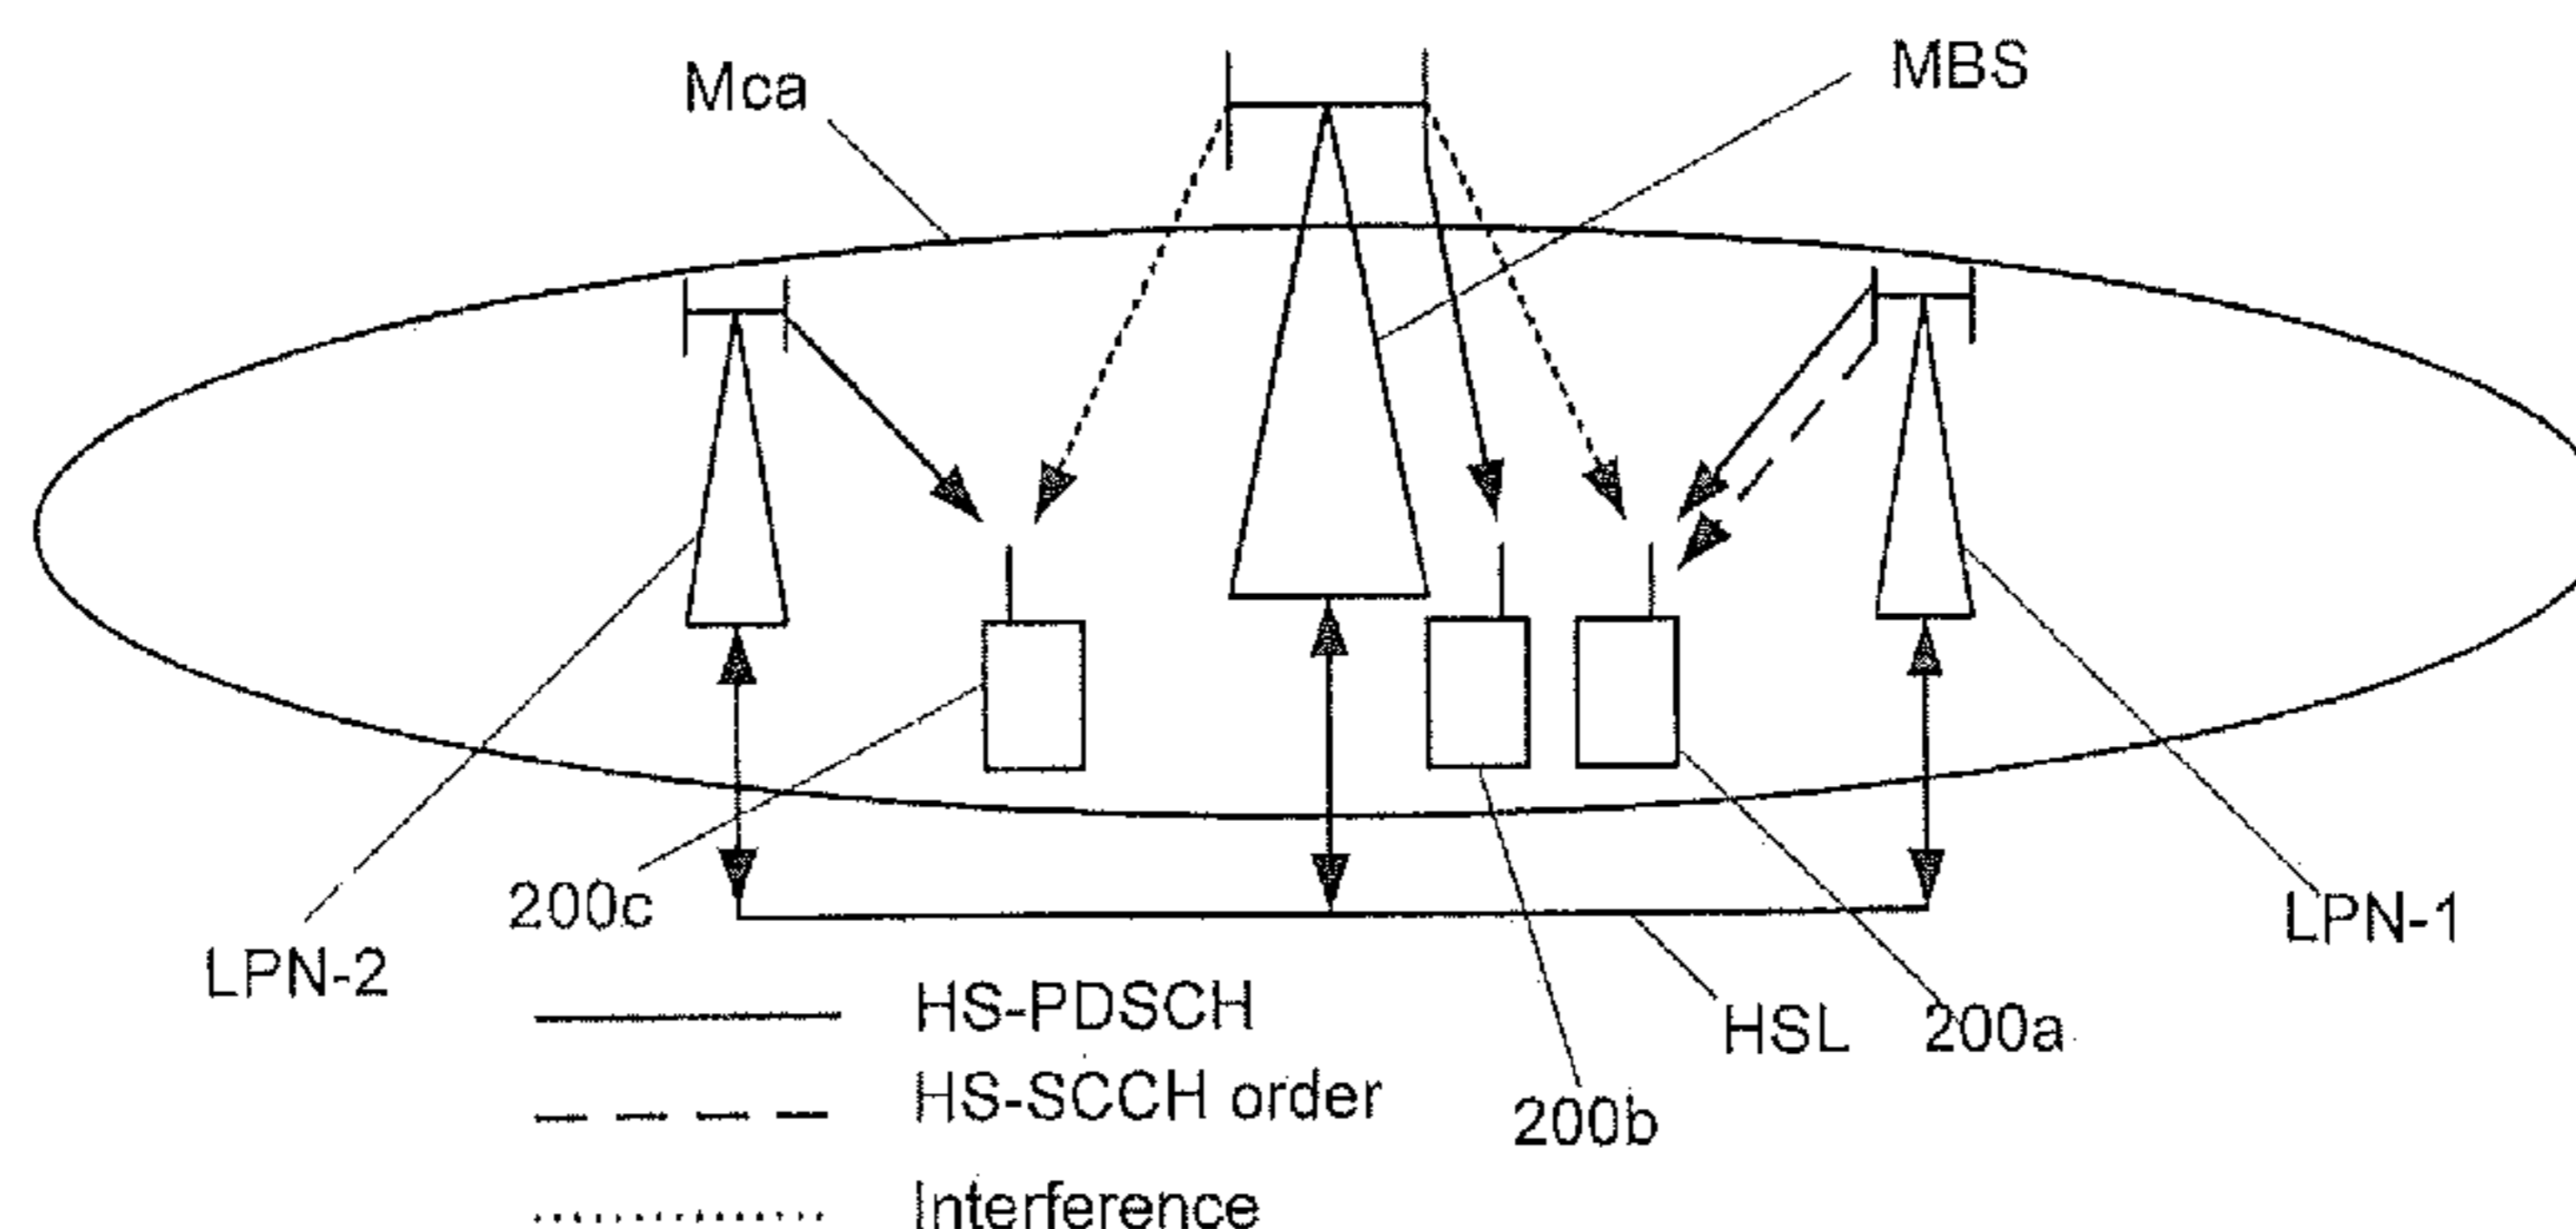 Mca
MBS
200c
LPN-2
LPN-1
HSL
200a
200b
HS-PDSCH
HS-SCCH order
Interference